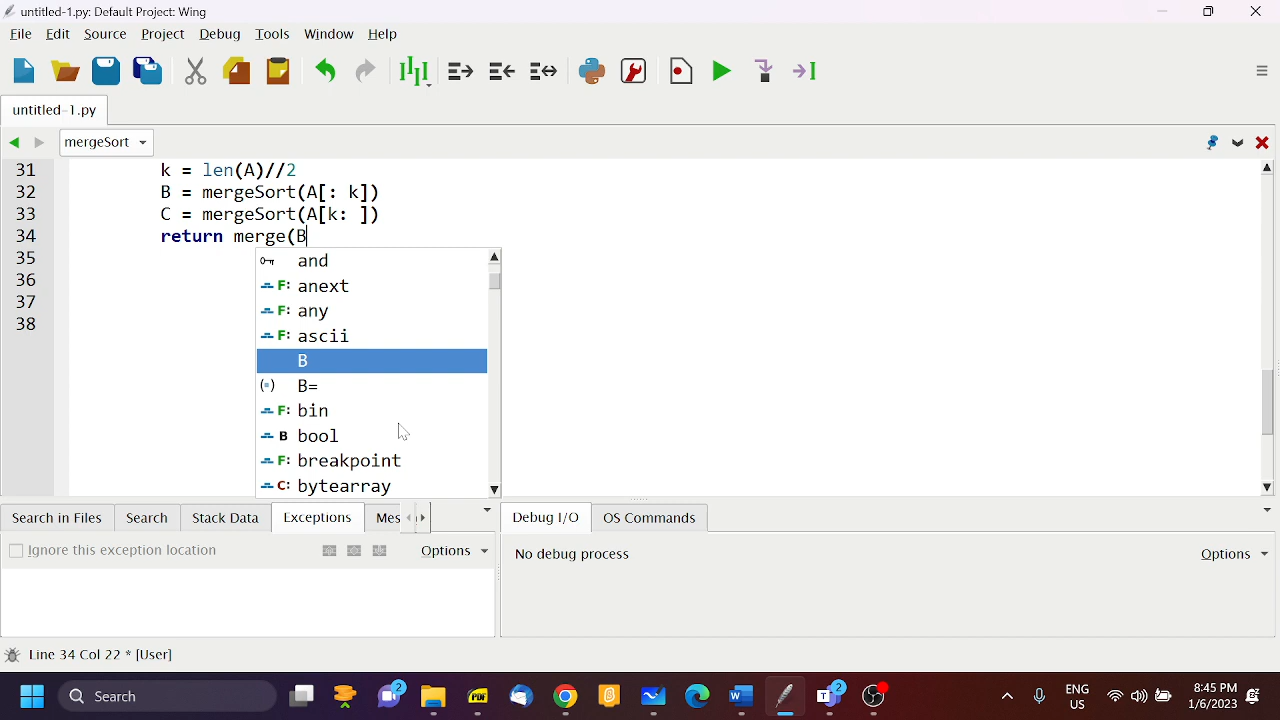 untitled-1.py: Default Project: Wing
File Edit Source Project Debug Tools Window Help
untitled-1.py
mergeSort
31 k = len(A)//2
32 B = mergeSort(A[: k])
33 C = mergeSort(A[k: ])
34 return merge(B
35
36
37
38
and
F: anext
F: any
F: ascii
B
(=) B=
F: bin
B bool
F: breakpoint
C: bytearray
Search in Files Search Stack Data Exceptions Mes
Debug I/O OS Commands
Ignore this exception location Options
No debug process Options
Line 34 Col 22 * [User]
Search
2
PDF
2
ENG
US
8:45 PM
1/6/2023